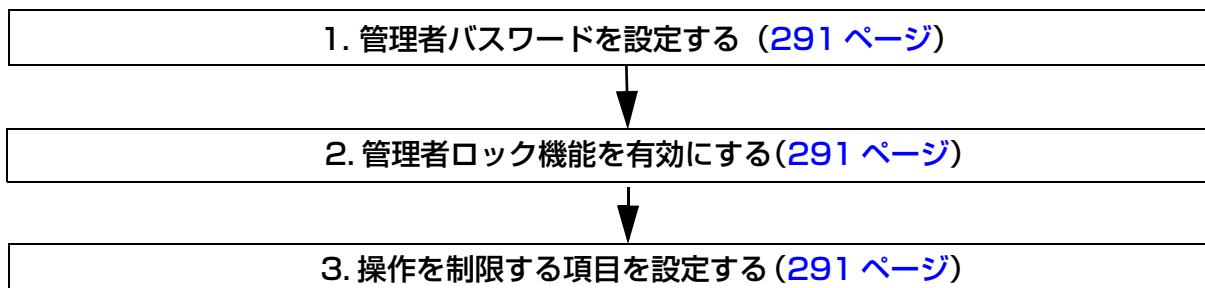 1. 管理者バスワードを設定する（291 ページ）
2. 管理者ロック機能を有効にする（291 ページ）
3. 操作を制限する項目を設定する（291 ページ）